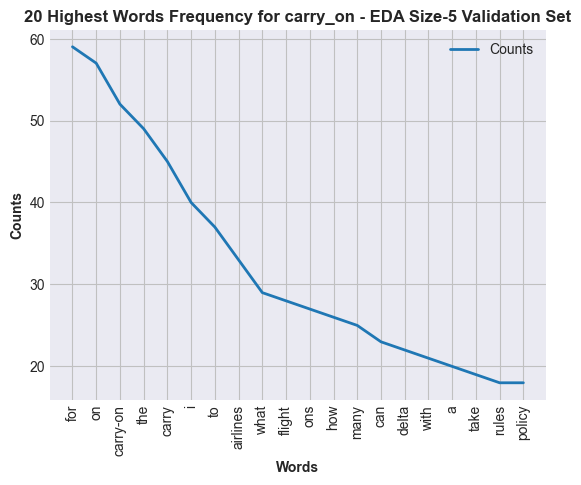 20 Highest Words Frequency for carry_on - EDA Size-5 Validation Set
Counts
60
50
40
30
20
Counts
for
on
carry-on
the
carry
i
to
airlines
what
flight
ons
how
many
can
delta
with
a
take
rules
policy
Words